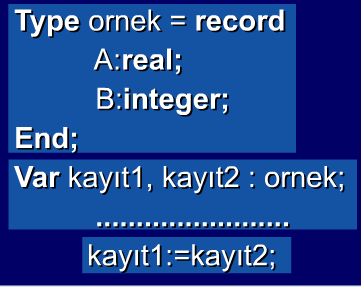 Type ornek = record
A:real;
B:integer;
End;
Var kayıt1, kayıt2 : ornek;
........................
kayıt1:=kayıt2;